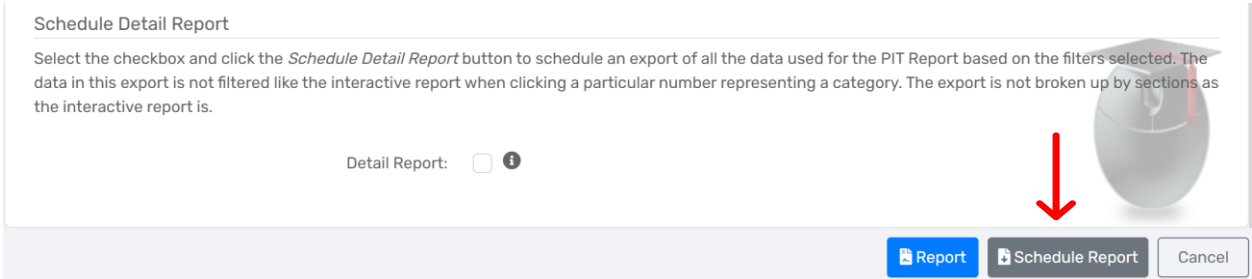 Schedule Detail Report
Select the checkbox and click the Schedule Detail Report button to schedule an export of all the data used for the PIT Report based on the filters selected. The
data in this export is not filtered like the interactive report when clicking a particular number representing a category. The export is not broken up by sections as
the interactive report is.
Detail Report:
Report Schedule Report Cancel